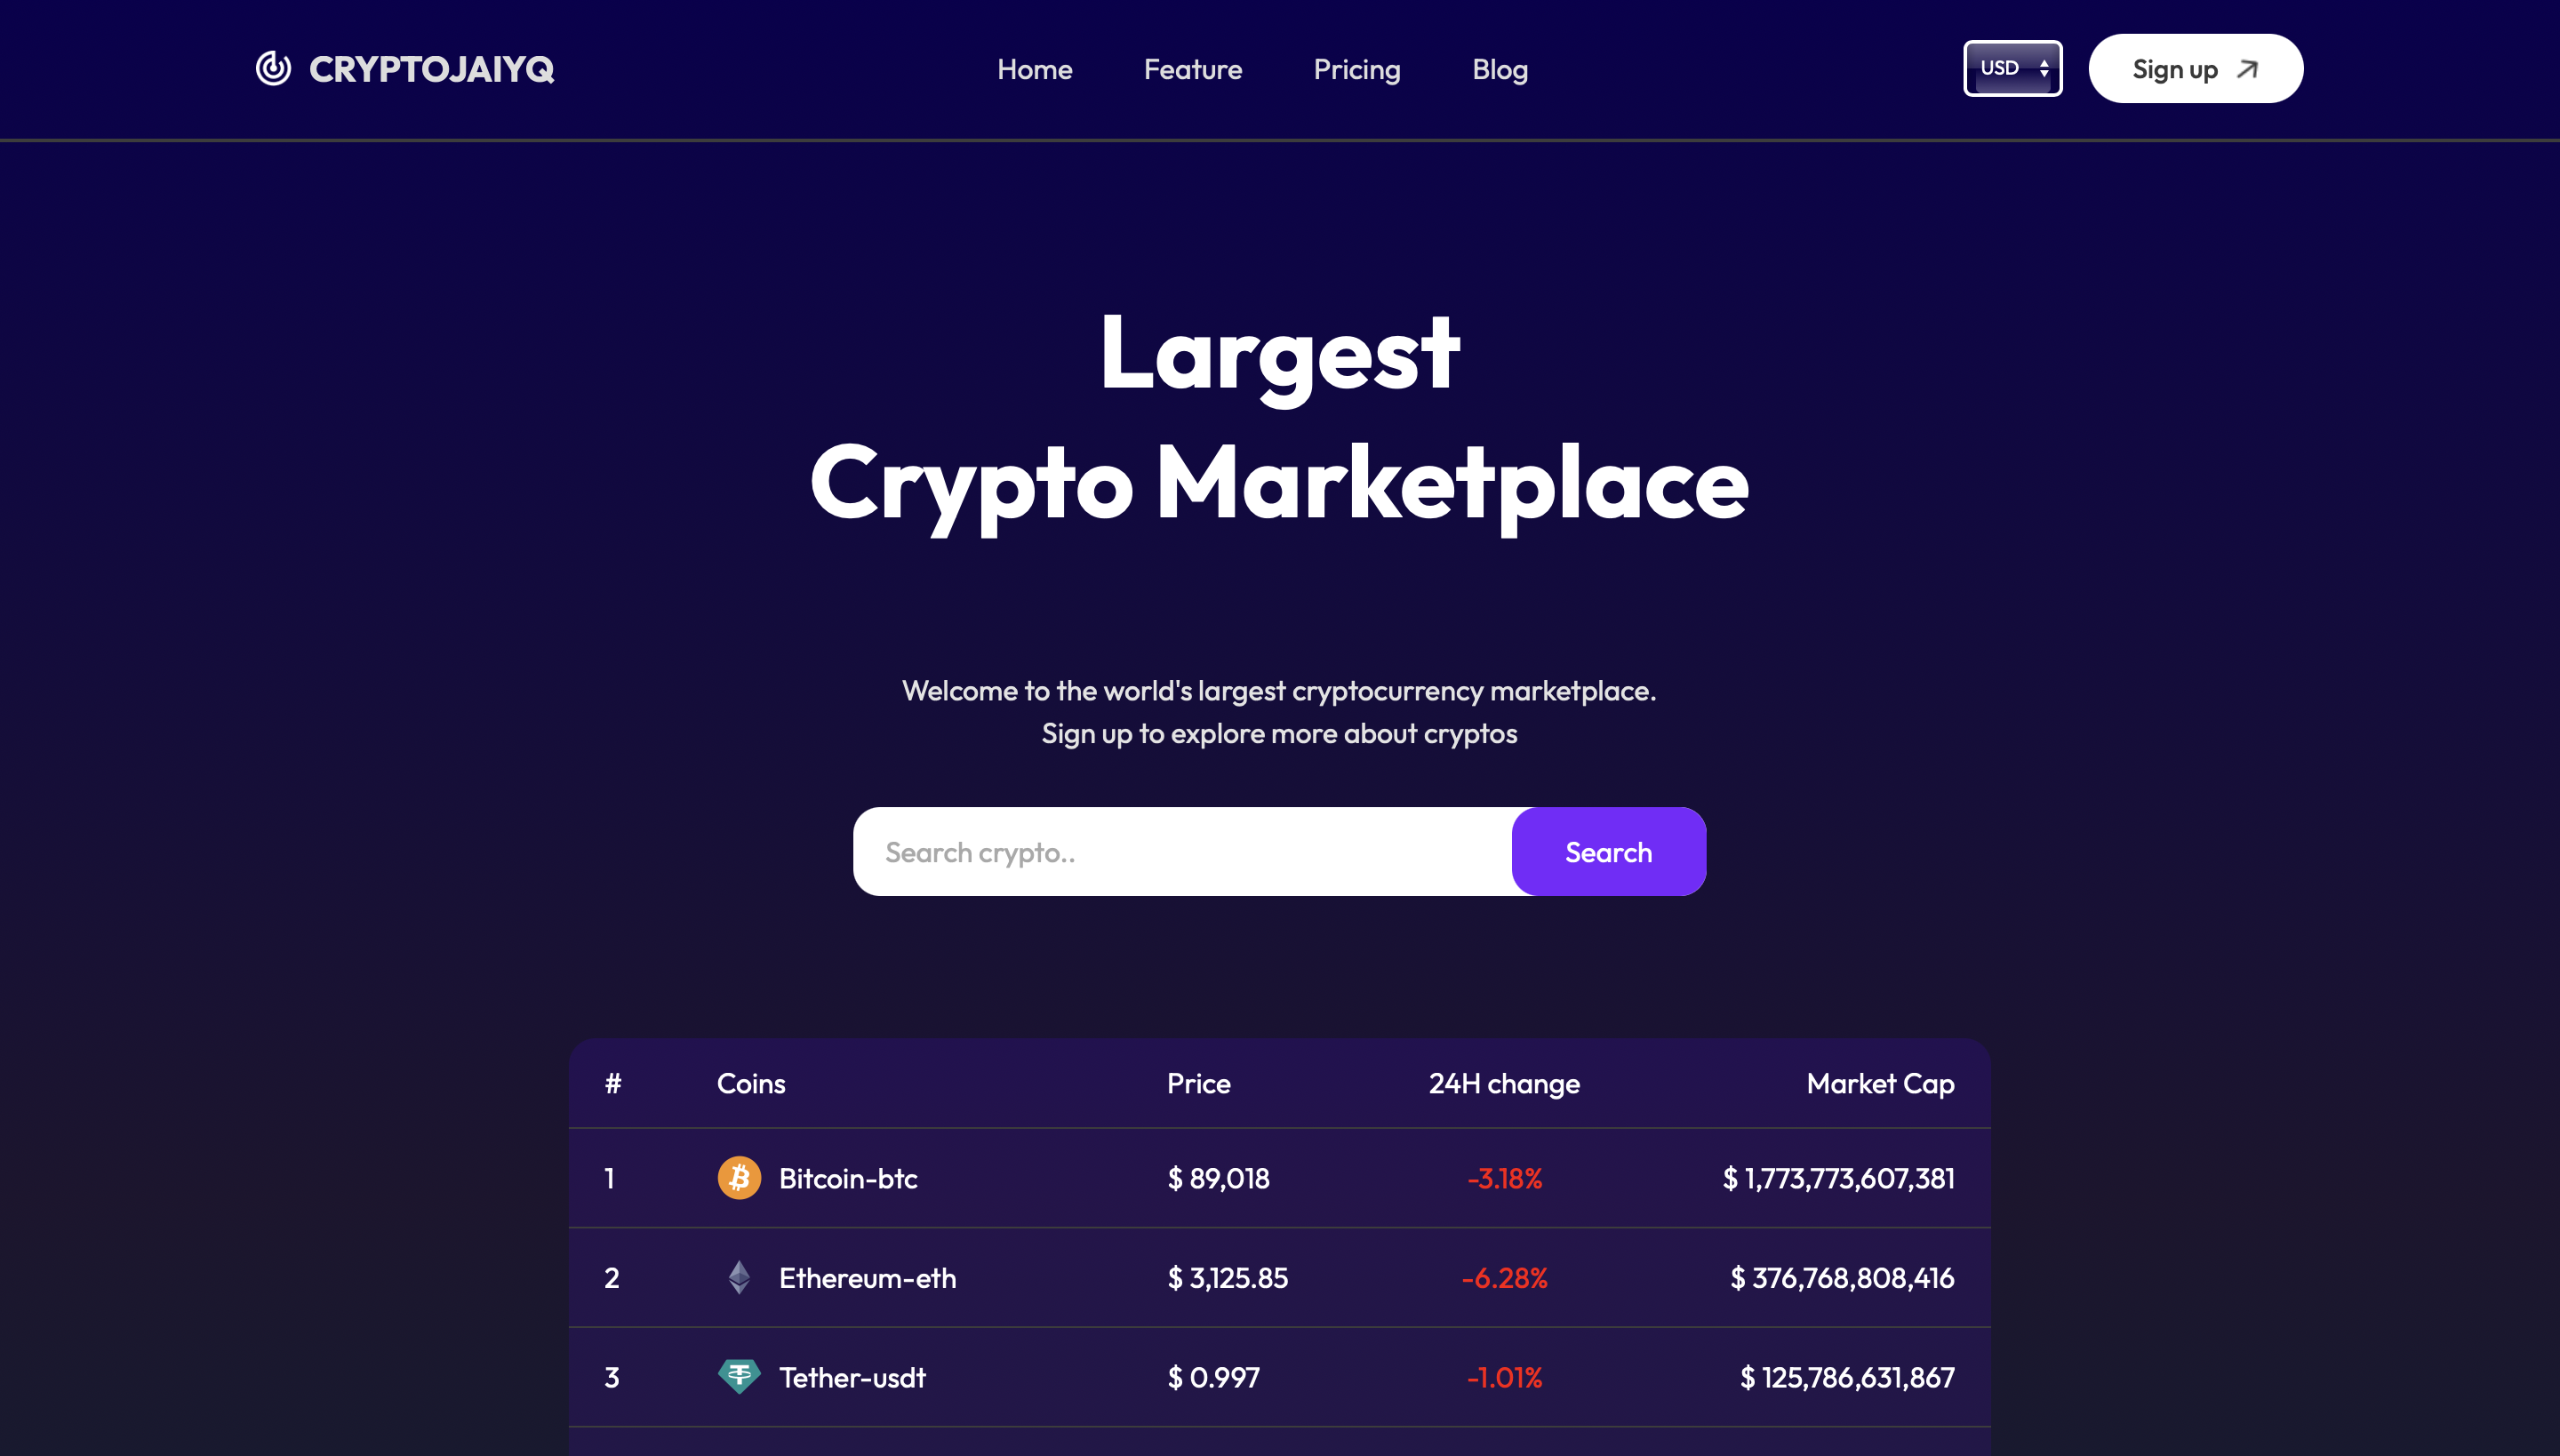 CRYPTOJAIYQ
Home Feature Pricing Blog
USD
Sign up
Largest
Crypto Marketplace
Welcome to the world's largest cryptocurrency marketplace.
Sign up to explore more about cryptos
Search crypto..
Search
# Coins Price 24H change Market Cap
1 Bitcoin-btc $ 89,018 -3.18% $ 1,773,773,607,381
2 Ethereum-eth $ 3,125.85 -6.28% $ 376,768,808,416
3 Tether-usdt $ 0.997 -1.01% $ 125,786,631,867